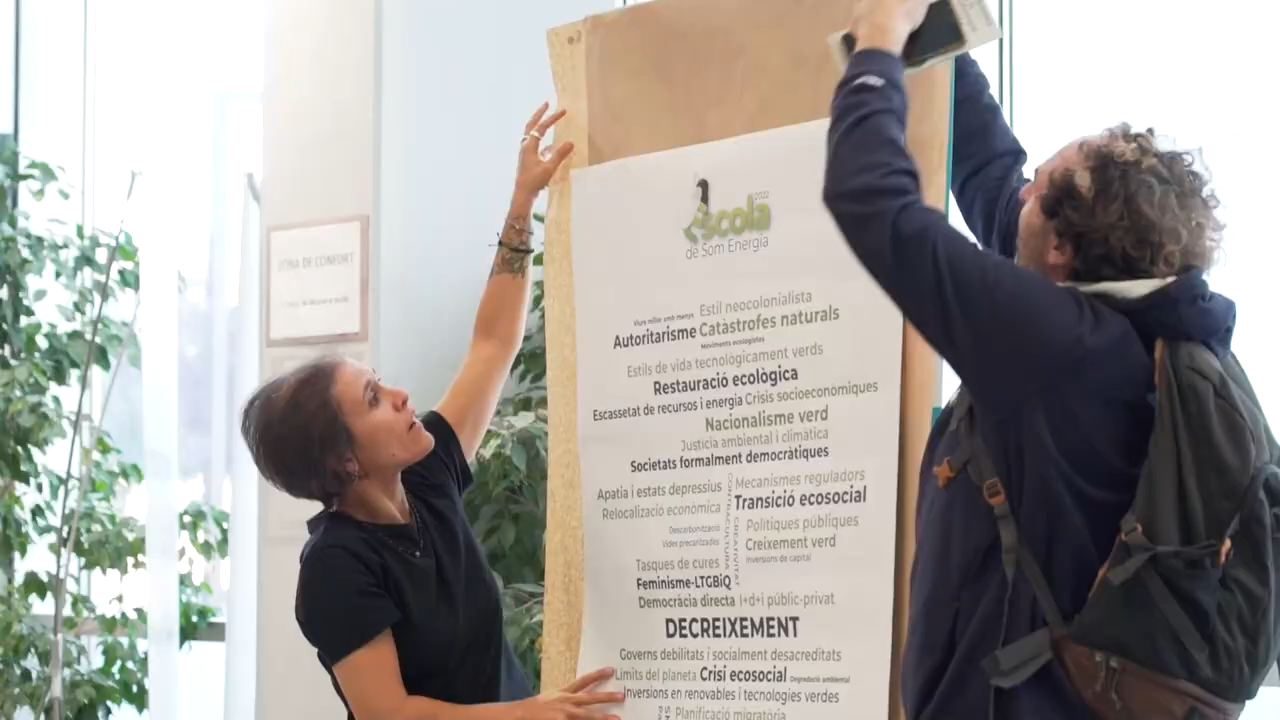 ZONA DE CONFORT
escola 2022
de Som Energia
Viure millor amb menys Estil neocolonialista
Autoritarisme Catàstrofes naturals
Moviments ecologistes
Estils de vida tecnològicament verds
Restauració ecològica
Escassetat de recursos i energia Crisis socioeconòmiques
Nacionalisme verd
Justícia ambiental i climàtica
Societats formalment democràtiques
Apatia i estats depressius Mecanismes reguladors
Relocalizació económica Transició ecosocial
CONTRACULTURA
CREATIVITAT
Descarbonització Polítiques públiques
Vides precaritzades Creixement verd
Inversions de capital
Tasques de cures
Feminisme-LTGBiQ
Democràcia directa I+d+i públic-privat
DECREIXEMENT
Governs debilitats i socialment desacreditats
Límits del planeta Crisi ecosocial Degradació ambiental
Inversions en renovables i tecnologies verdes
Planificació migratòria